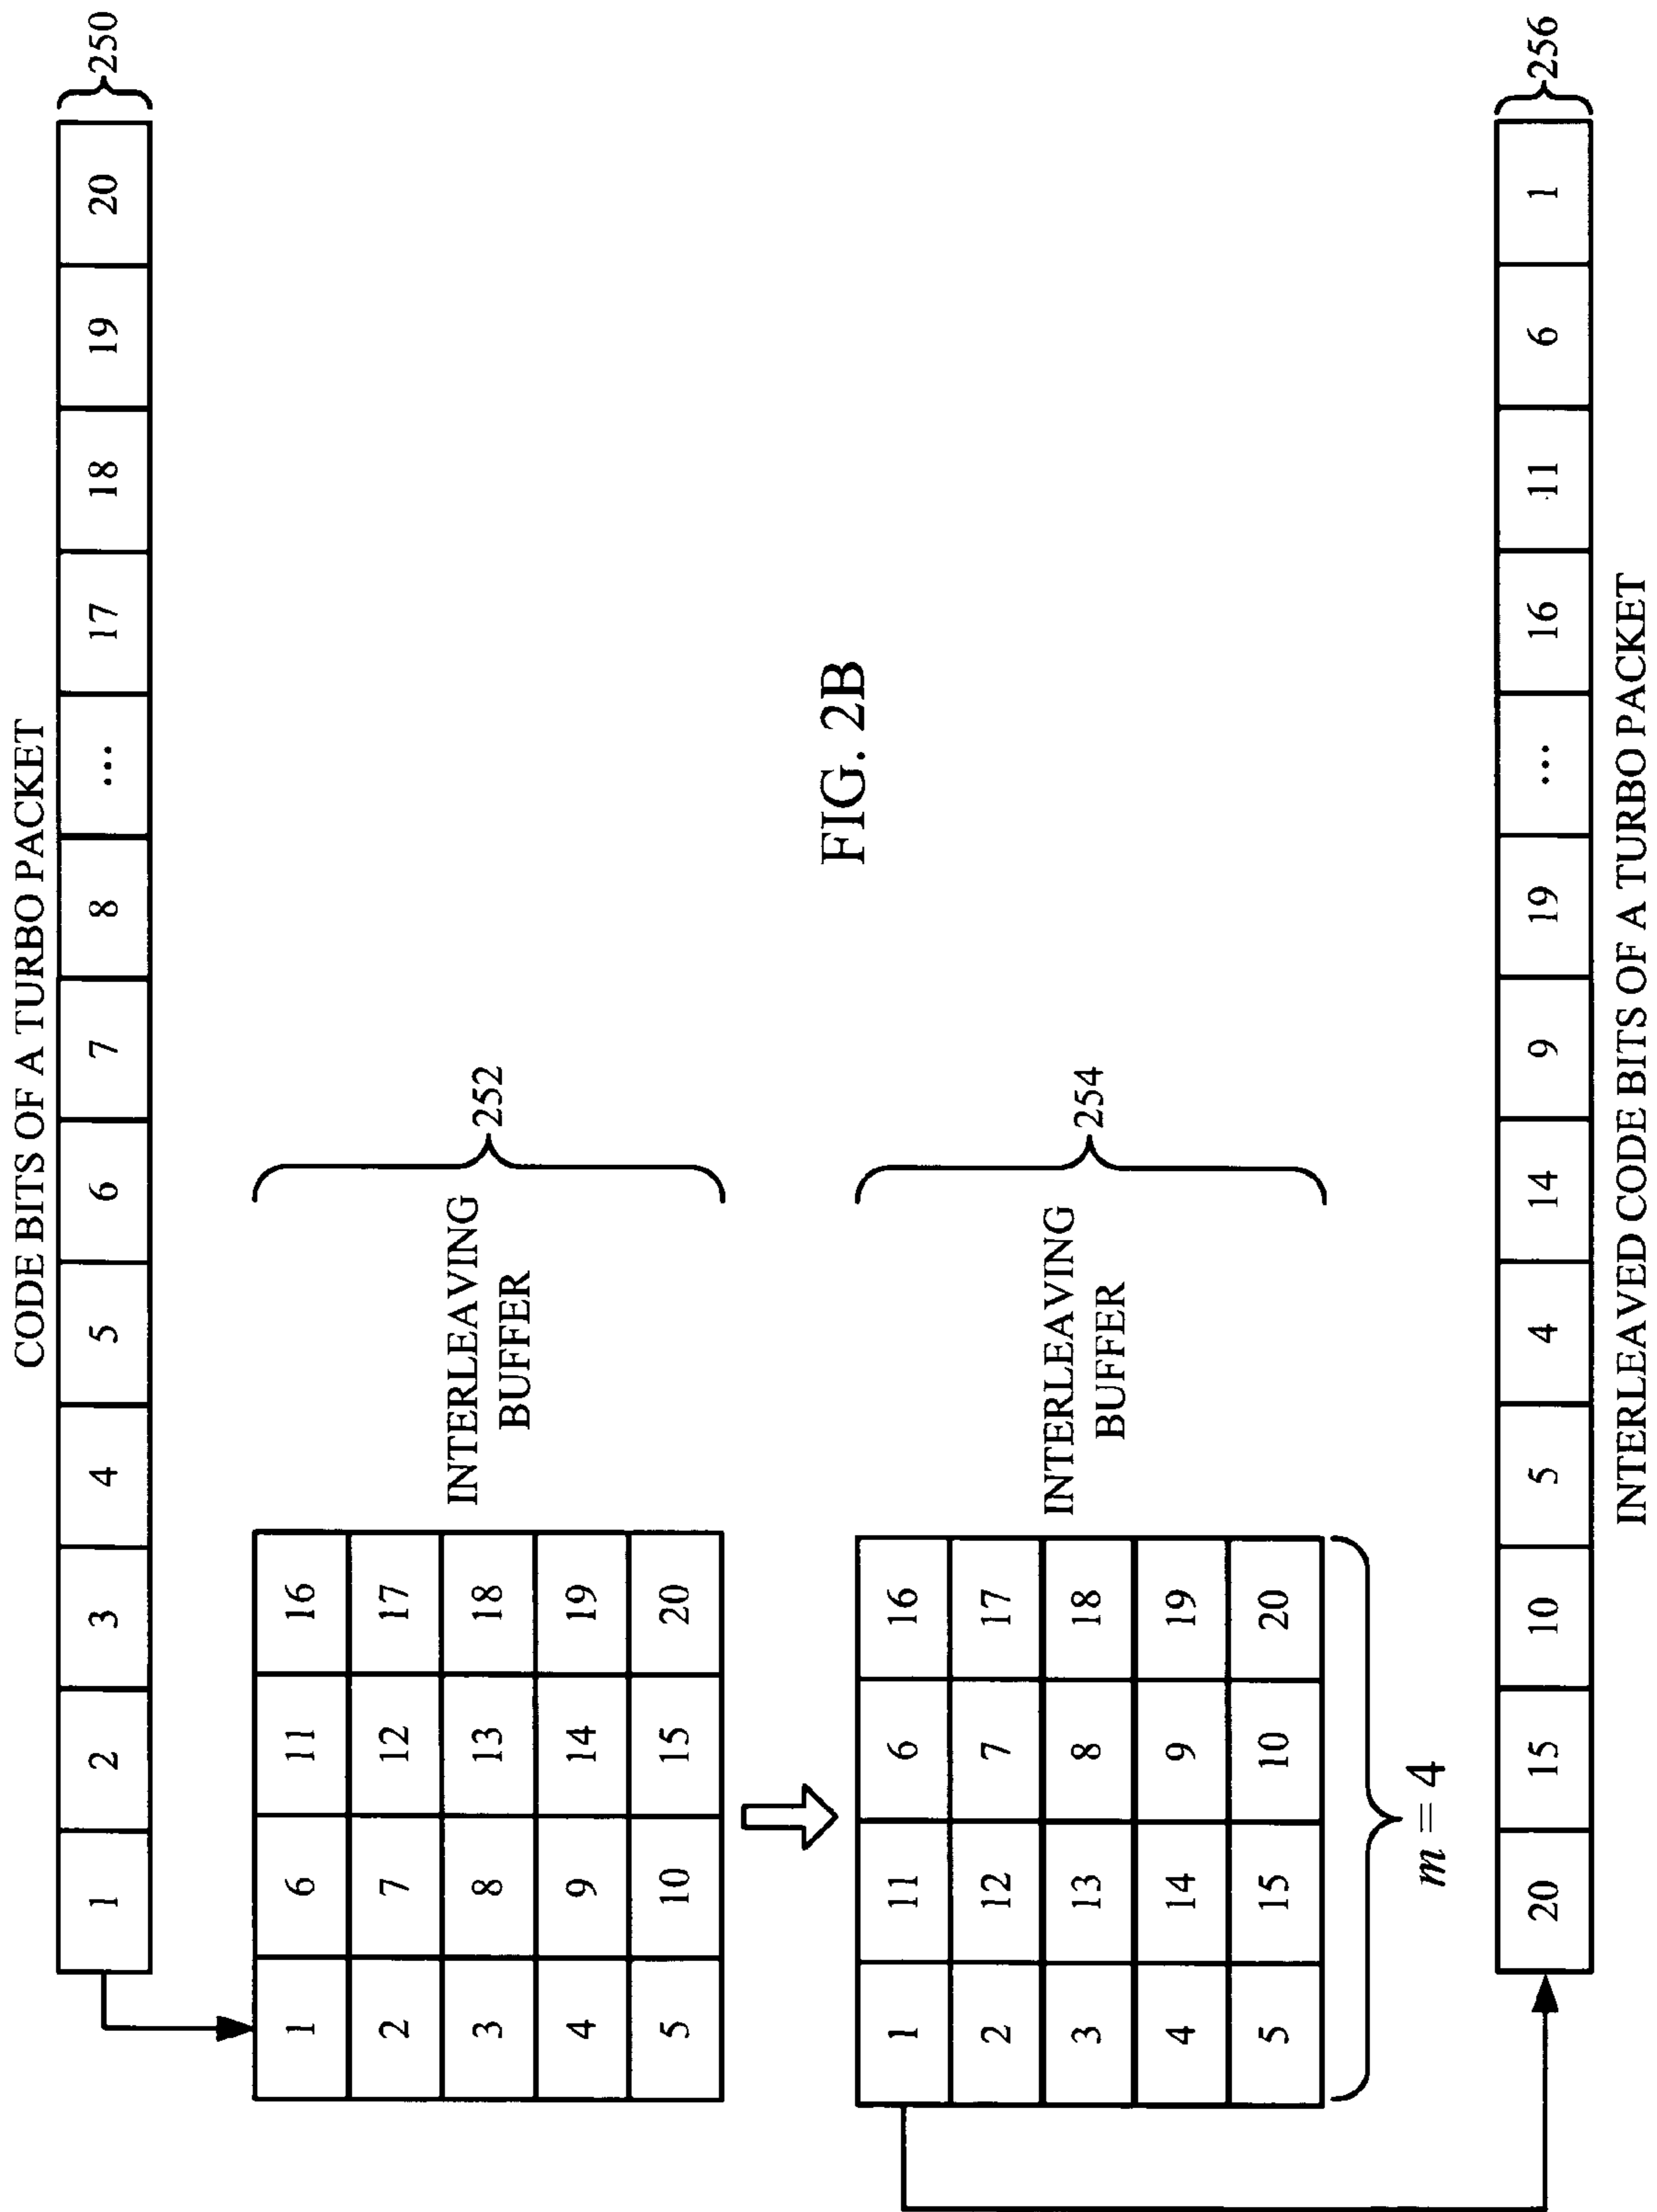 CODE BITS OF A TURBO PACKET
1 2 3 4 5 6 7 8 ... 17 18 19 20
250
1 6 11 16
2 7 12 17
3 8 13 18
4 9 14 19
5 10 15 20
INTERLEAVING
BUFFER
252
1 11 6 16
2 12 7 17
3 13 8 18
4 14 9 19
5 15 10 20
INTERLEAVING
BUFFER
254
m = 4
FIG. 2B
20 15 10 5 4 14 9 19 ... 16 11 6 1
256
INTERLEAVED CODE BITS OF A TURBO PACKET